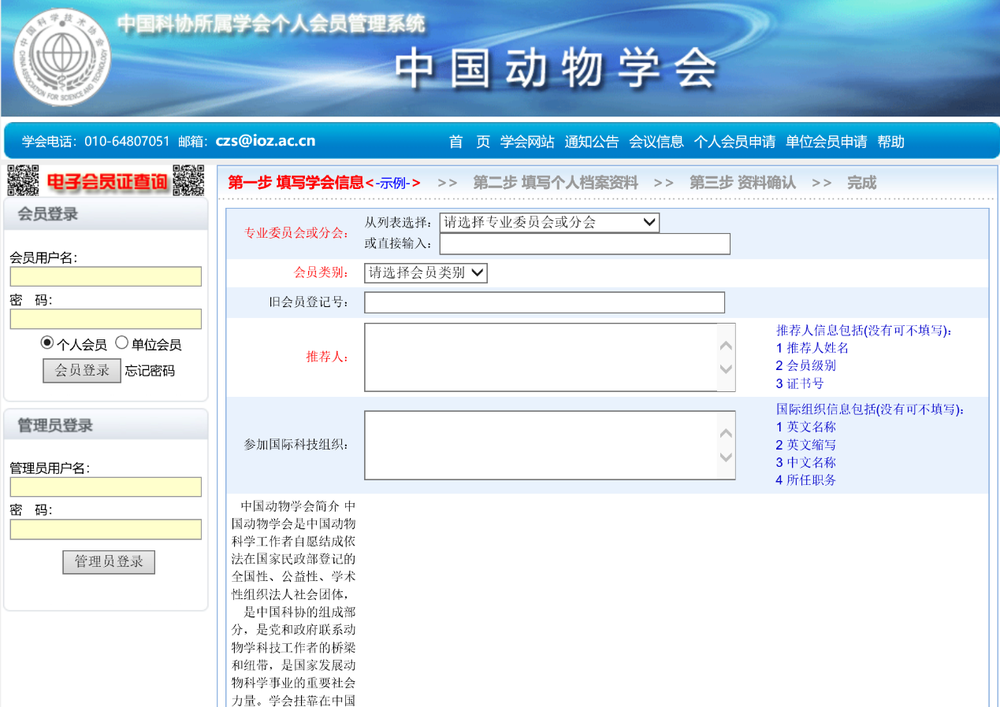 中国科学技术协会
CHINA ASSOCIATION FOR SCIENCE AND TECHNOLOGY
中国科协所属学会个人会员管理系统
中国动物学会
学会电话：010-64807051 邮箱：czs@ioz.ac.cn
首 页 学会网站 通知公告 会议信息 个人会员申请 单位会员申请 帮助
电子会员证查询
会员登录
会员用户名：
密 码：
个人会员 单位会员
会员登录 忘记密码
管理员登录
管理员用户名：
密 码：
管理员登录
第一步 填写学会信息<-示例-> >> 第二步 填写个人档案资料 >> 第三步 资料确认 >> 完成
专业委员会或分会：
从列表选择： 请选择专业委员会或分会
或直接输入：
会员类别： 请选择会员类别
旧会员登记号：
推荐人：
推荐人信息包括(没有可不填写)：
1 推荐人姓名
2 会员级别
3 证书号
参加国际科技组织：
国际组织信息包括(没有可不填写)：
1 英文名称
2 英文缩写
3 中文名称
4 所任职务
中国动物学会简介 中
国动物学会是中国动物
科学工作者自愿结成依
法在国家民政部登记的
全国性、公益性、学术
性组织法人社会团体，
是中国科协的组成部
分，是党和政府联系动
物学科技工作者的桥梁
和纽带，是国家发展动
物科学事业的重要社会
力量。学会挂靠在中国